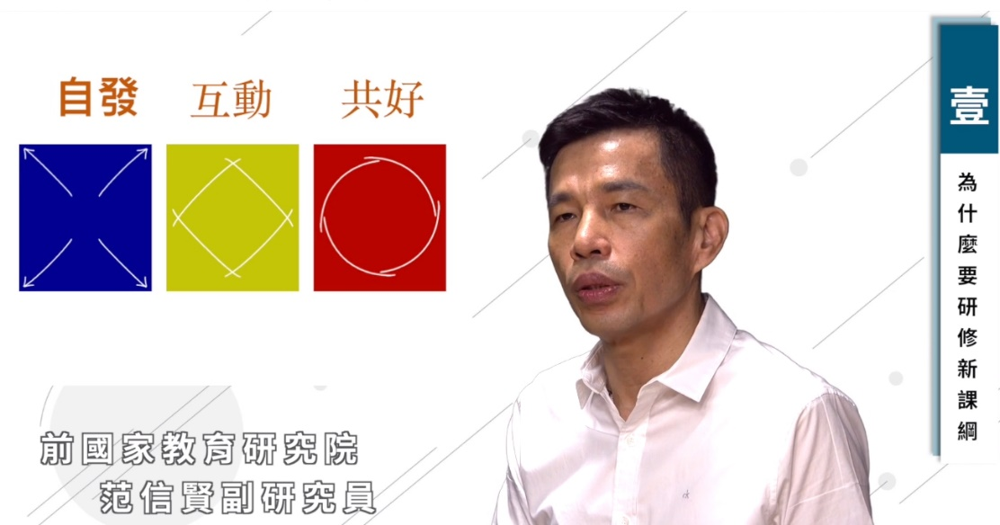 自發 互動 共好
壹
為什麼要研修新課綱
前國家教育研究院
范信賢副研究員